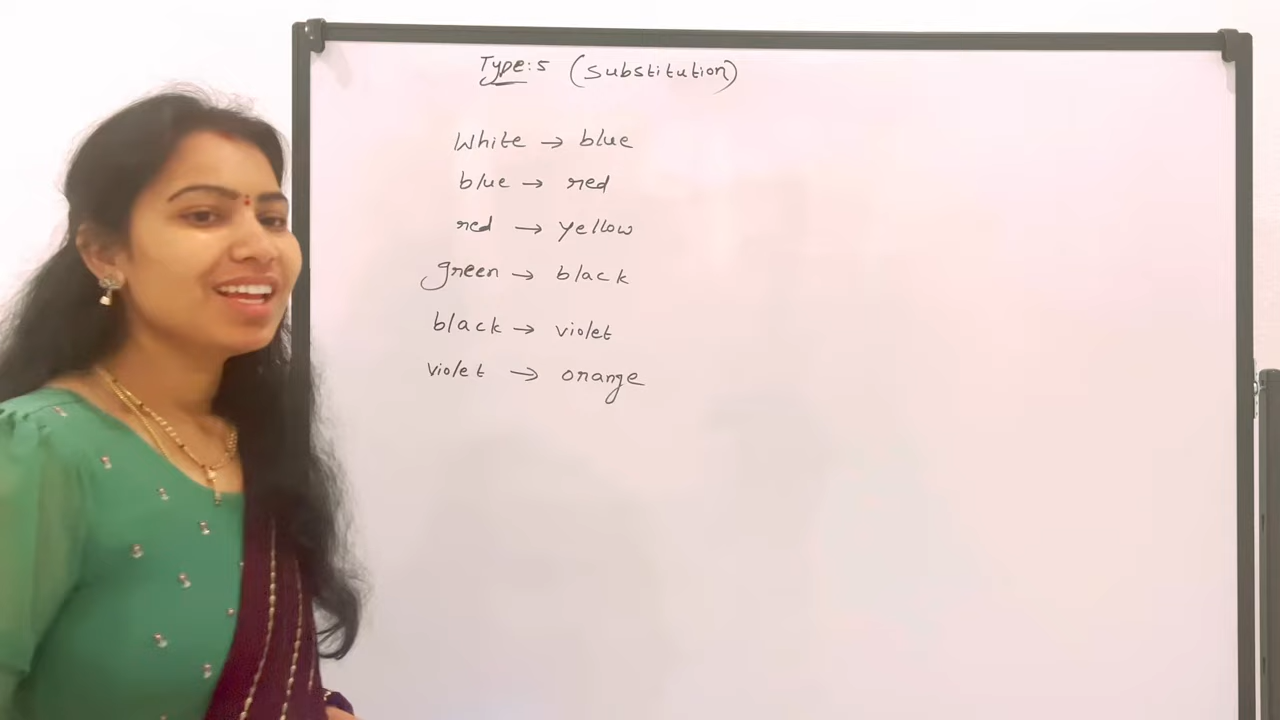 Type: 5 (Substitution)
White → blue
blue → red
red → yellow
green → black
black → violet
violet → orange